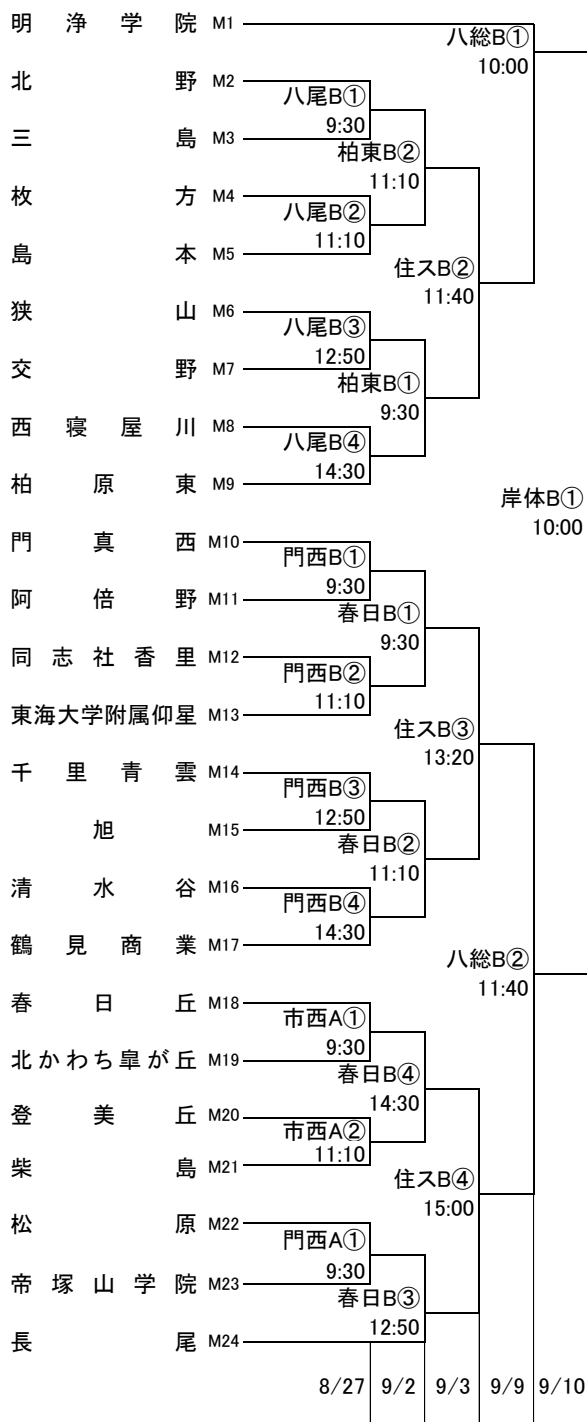 明浄学院 M1
八総B①
10:00
北野 M2
八尾B①
9:30
三島 M3
柏東B②
11:10
枚方 M4
八尾B②
11:10
島本 M5
住スB②
11:40
狭山 M6
八尾B③
12:50
交野 M7
柏東B①
9:30
西寝屋川 M8
八尾B④
14:30
柏原東 M9
岸体B①
10:00
門真西 M10
門西B①
9:30
阿倍野 M11
春日B①
9:30
同志社香里 M12
門西B②
11:10
東海大学附属仰星 M13
住スB③
13:20
千里青雲 M14
門西B③
12:50
旭 M15
春日B②
11:10
清水谷 M16
門西B④
14:30
鶴見商業 M17
八総B②
11:40
春日丘 M18
市西A①
9:30
北かわち皐が丘 M19
春日B④
14:30
登美丘 M20
市西A②
11:10
柴島 M21
住スB④
15:00
松原 M22
門西A①
9:30
帝塚山学院 M23
春日B③
12:50
長尾 M24
8/27 9/2 9/3 9/9 9/10